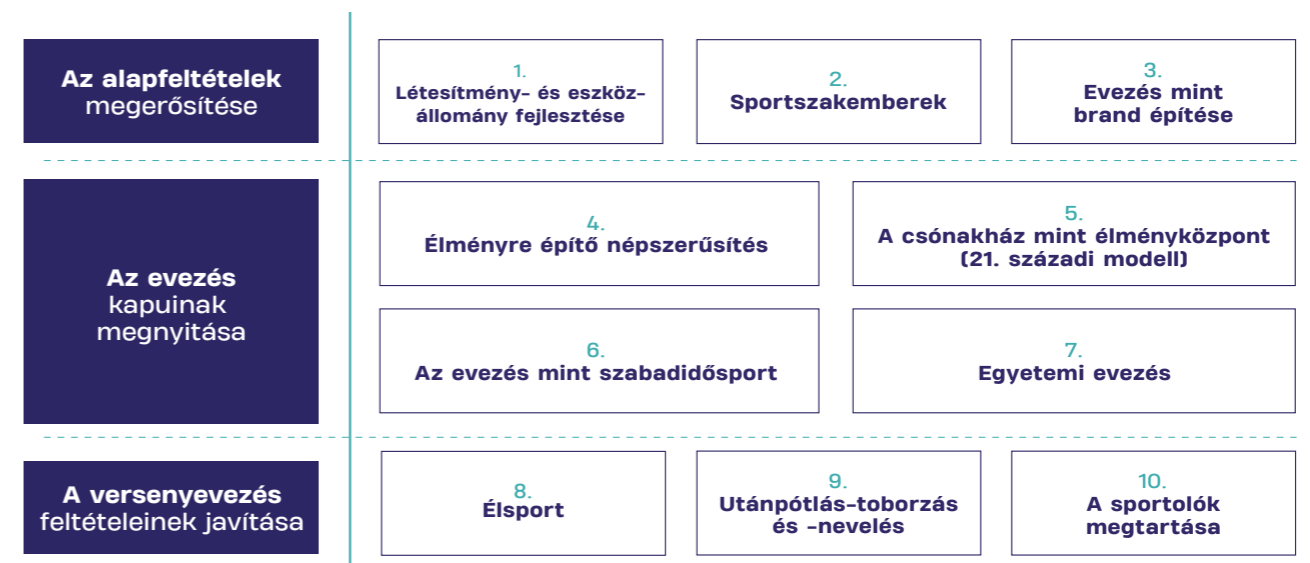 Az alapfeltételek
megerősítése
1.
Létesítmény- és eszköz-
állomány fejlesztése
2.
Sportszakemberek
3.
Evezés mint
brand építése
Az evezés
kapuinak
megnyitása
4.
Élményre építő népszerűsítés
5.
A csónakház mint élményközpont
(21. századi modell)
6.
Az evezés mint szabadidősport
7.
Egyetemi evezés
A versenyevezés
feltételeinek javítása
8.
Élsport
9.
Utánpótlás-toborzás
és -nevelés
10.
A sportolók
megtartása